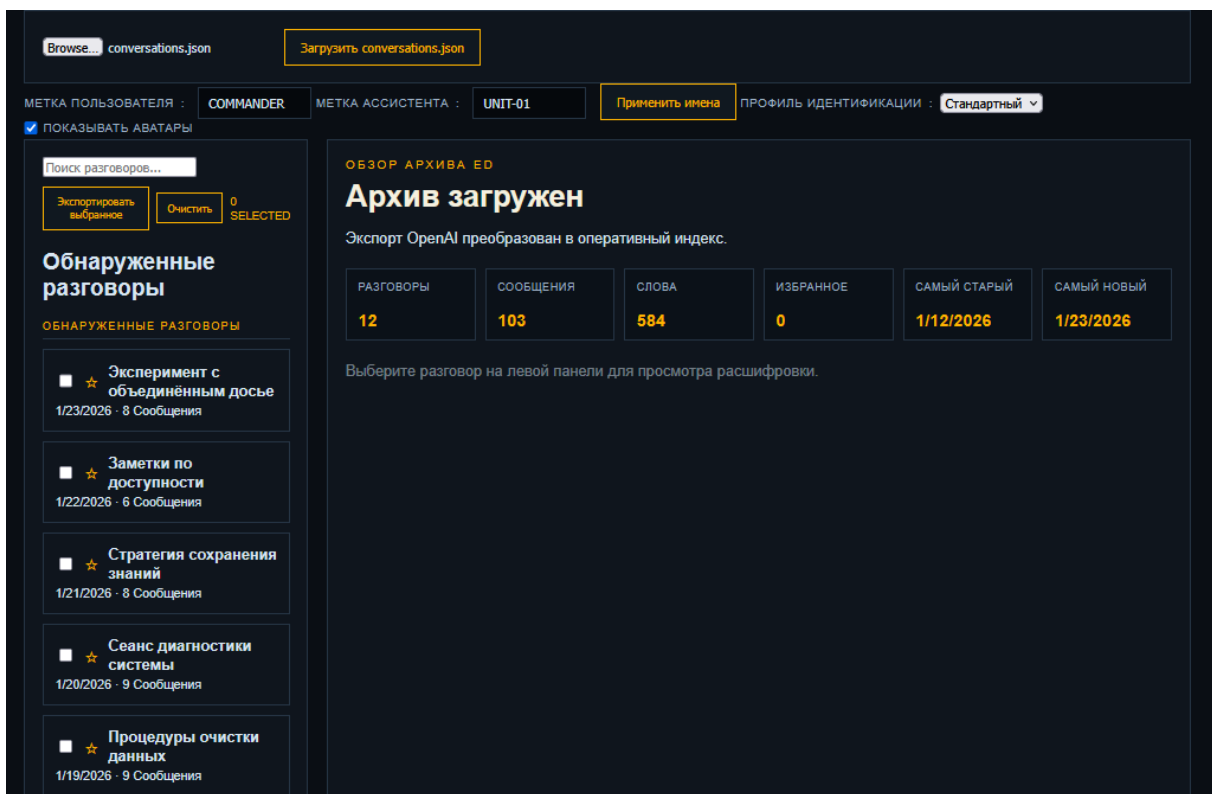 Browse... conversations.json Загрузить conversations.json
МЕТКА ПОЛЬЗОВАТЕЛЯ : COMMANDER МЕТКА АССИСТЕНТА : UNIT-01 Применить имена ПРОФИЛЬ ИДЕНТИФИКАЦИИ : Стандартный
ПОКАЗЫВАТЬ АВАТАРЫ
Поиск разговоров...
Экспортировать
выбранное
Очистить
0
SELECTED
Обнаруженные
разговоры
ОБНАРУЖЕННЫЕ РАЗГОВОРЫ
Эксперимент с
объединённым досье
1/23/2026 · 8 Сообщения
Заметки по
доступности
1/22/2026 · 6 Сообщения
Стратегия сохранения
знаний
1/21/2026 · 8 Сообщения
Сеанс диагностики
системы
1/20/2026 · 9 Сообщения
Процедуры очистки
данных
1/19/2026 · 9 Сообщения
ОБЗОР АРХИВА ED
Архив загружен
Экспорт OpenAI преобразован в оперативный индекс.
РАЗГОВОРЫ
12
СООБЩЕНИЯ
103
СЛОВА
584
ИЗБРАННОЕ
0
САМЫЙ СТАРЫЙ
1/12/2026
САМЫЙ НОВЫЙ
1/23/2026
Выберите разговор на левой панели для просмотра расшифровки.